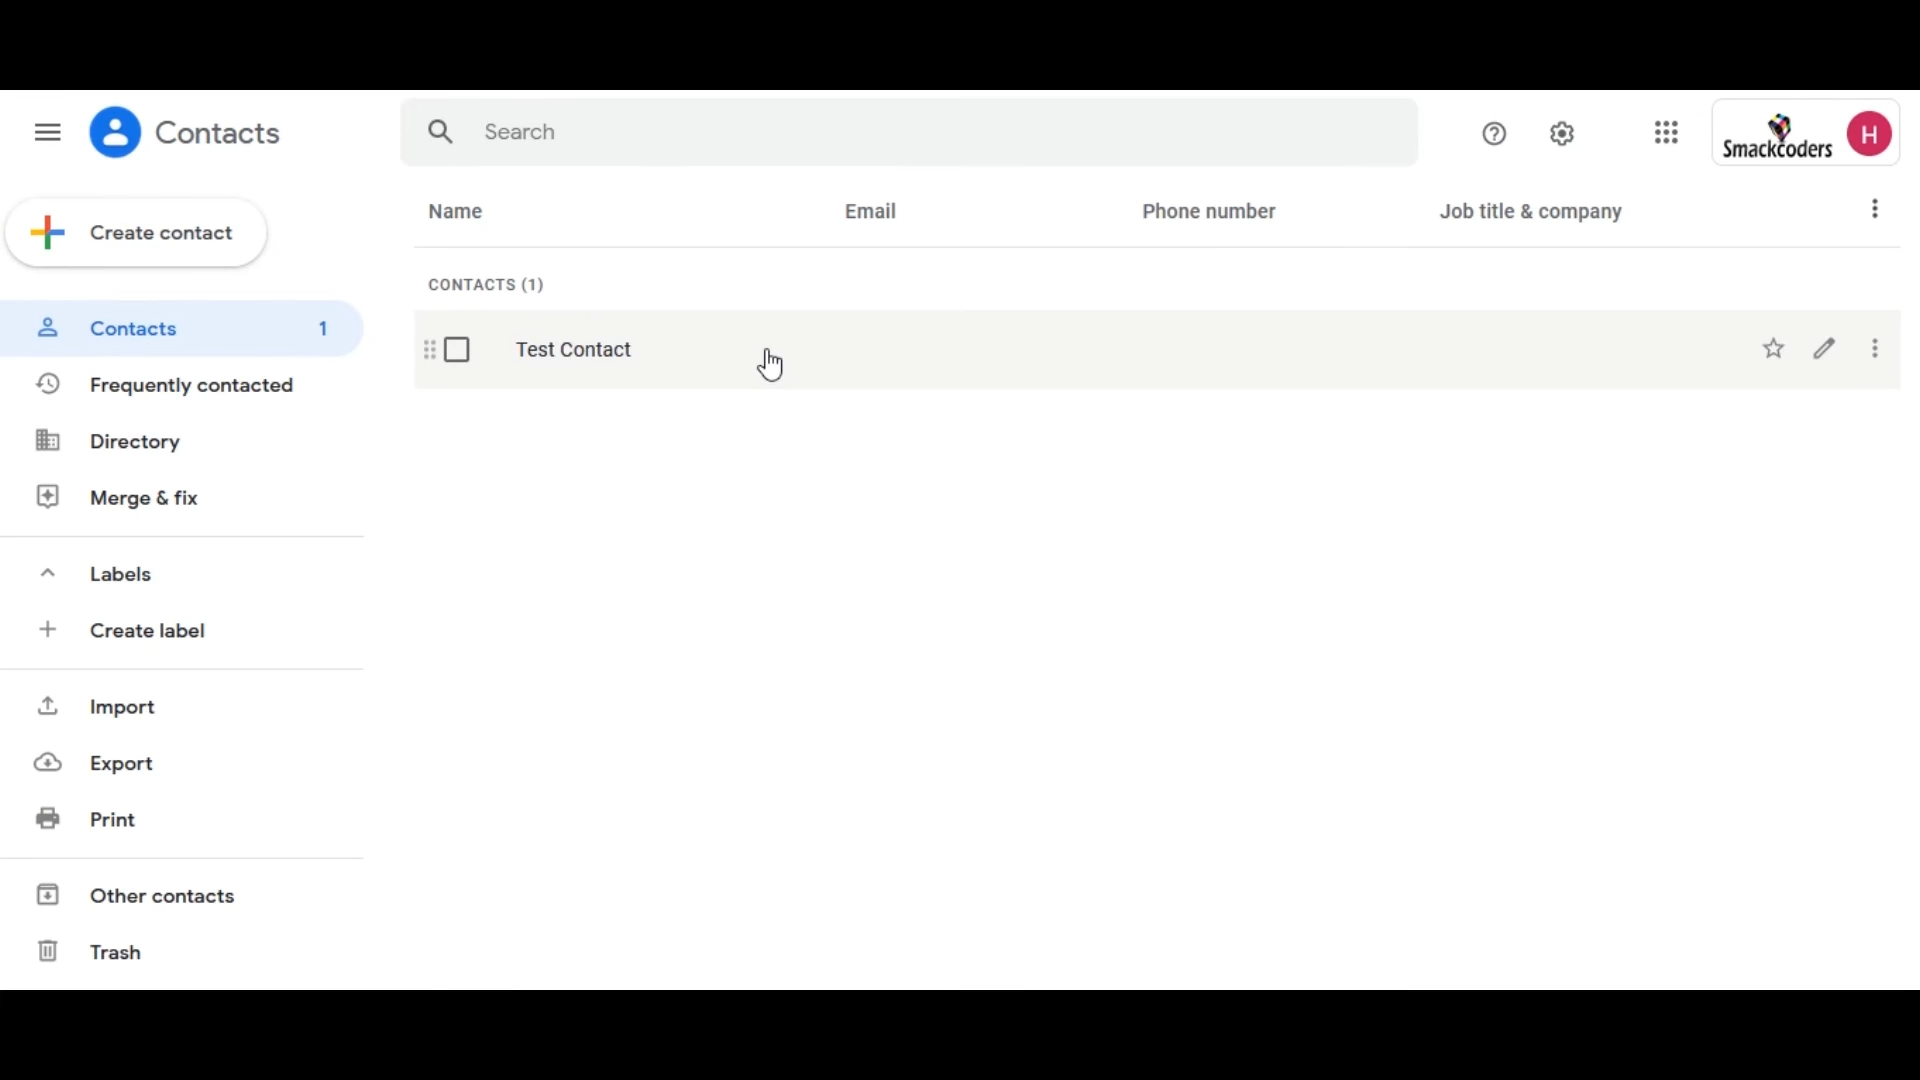 Contacts
Search
Smackcoders
H
Create contact
Name Email Phone number Job title & company
CONTACTS (1)
Test Contact
Contacts 1
Frequently contacted
Directory
Merge & fix
Labels
Create label
Import
Export
Print
Other contacts
Trash